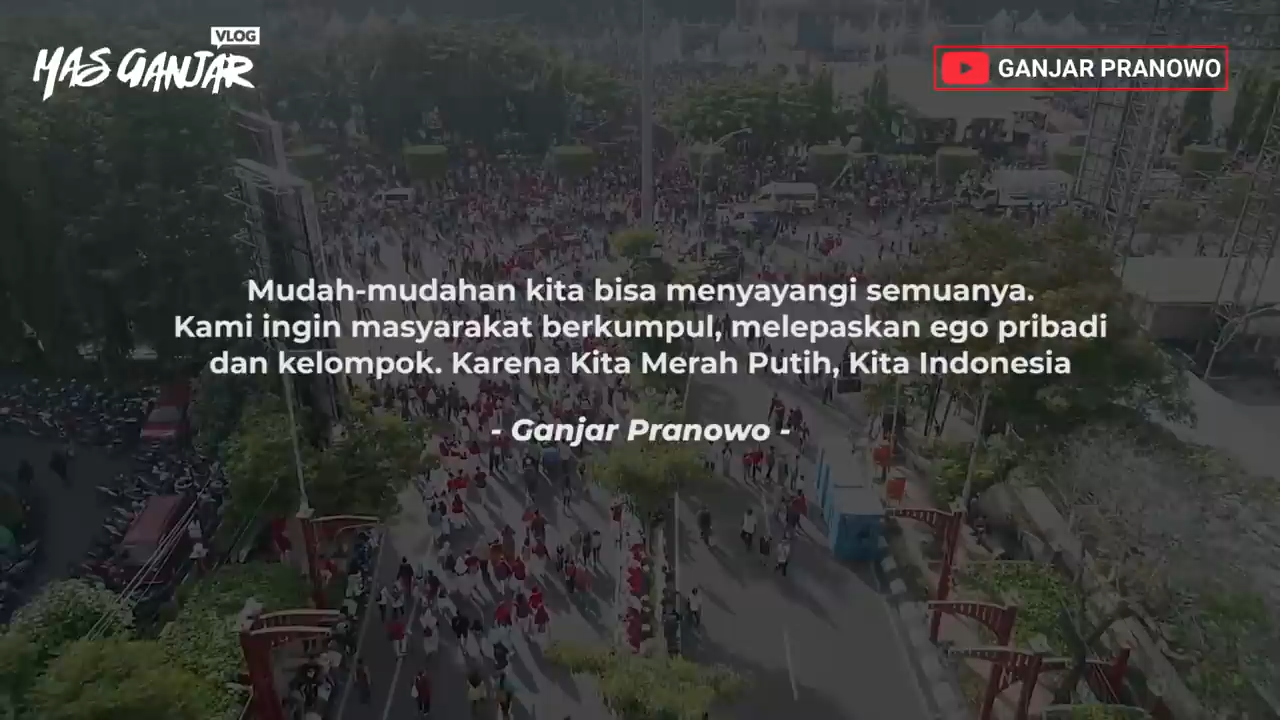 VLOG
MAS GANJAR
GANJAR PRANOWO
Mudah-mudahan kita bisa menyayangi semuanya.
Kami ingin masyarakat berkumpul, melepaskan ego pribadi
dan kelompok. Karena Kita Merah Putih, Kita Indonesia
- Ganjar Pranowo -